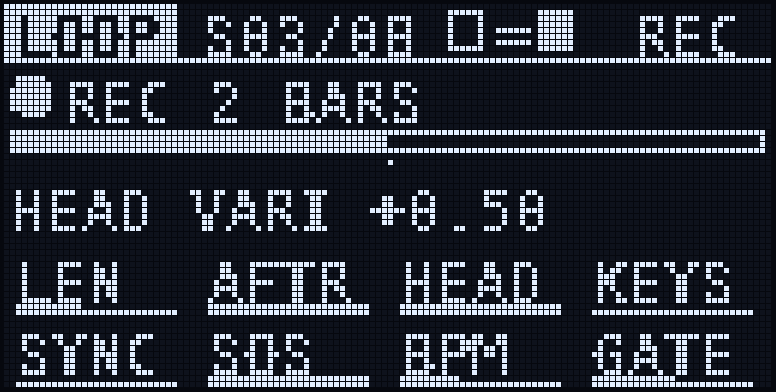 LOOP S03/08 □=■ REC
REC 2 BARS
HEAD VARI +0.50
LEN AFTR HEAD KEYS
SYNC SOS BPM GATE